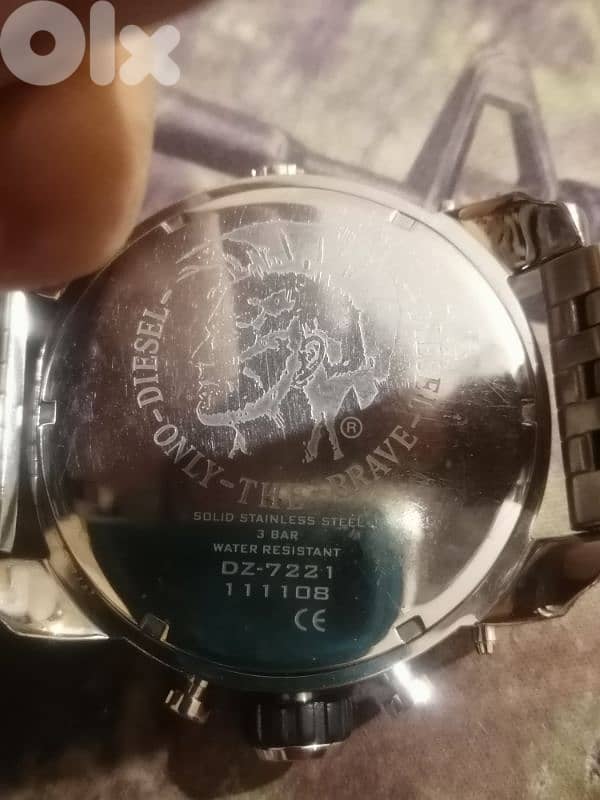 Olx
-DIESEL-ONLY-THE-BRAVE-
®
SOLID STAINLESS STEEL
3 BAR
WATER RESISTANT
DZ-7221
111108
CE